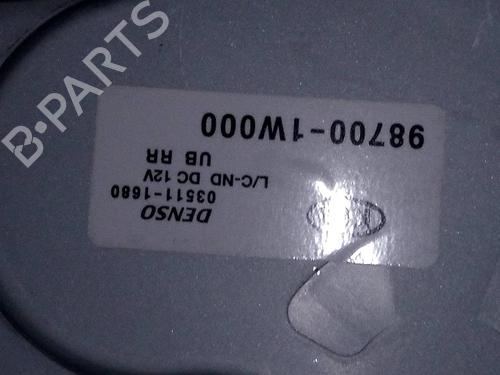 B-PARTS
98700-1W000
UB RR
L/C-ND DC 12V
03511-1680
DENSO